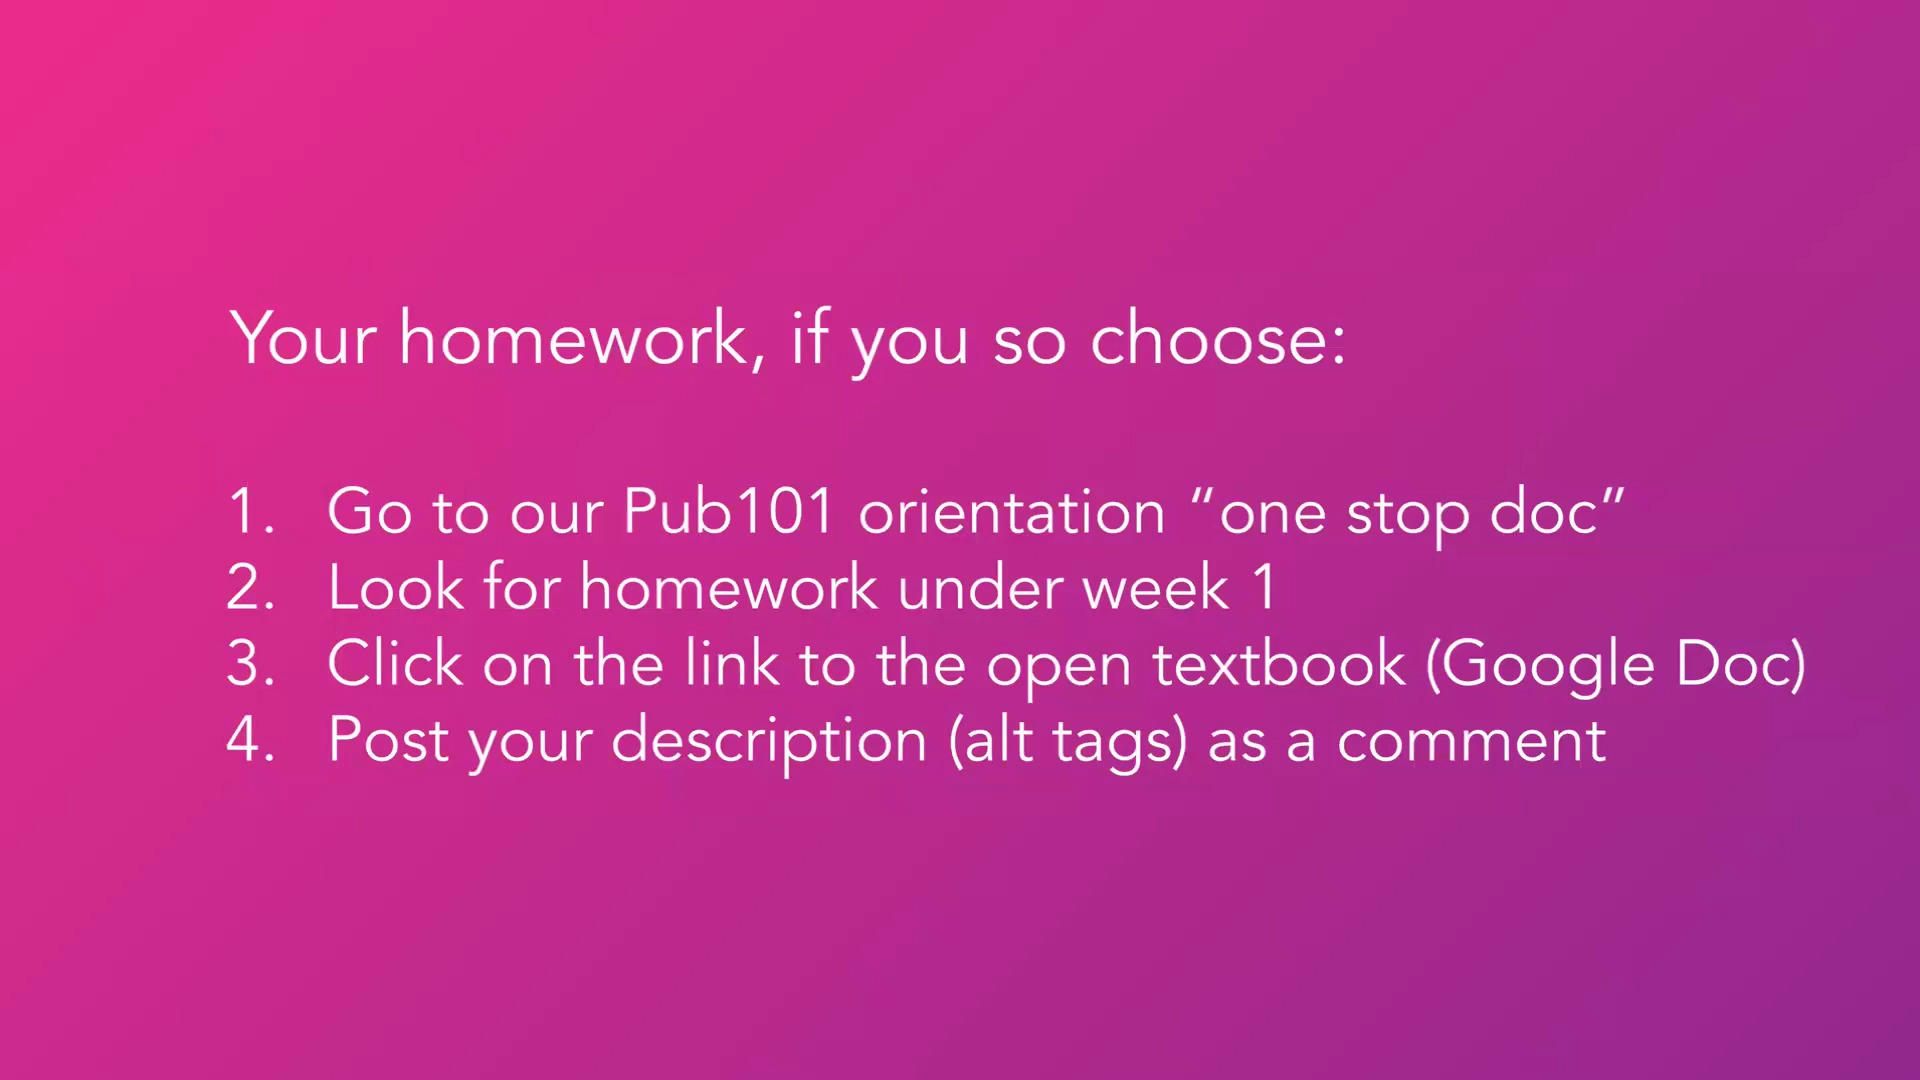 Your homework, if you so choose:
1. Go to our Pub101 orientation “one stop doc”
2. Look for homework under week 1
3. Click on the link to the open textbook (Google Doc)
4. Post your description (alt tags) as a comment